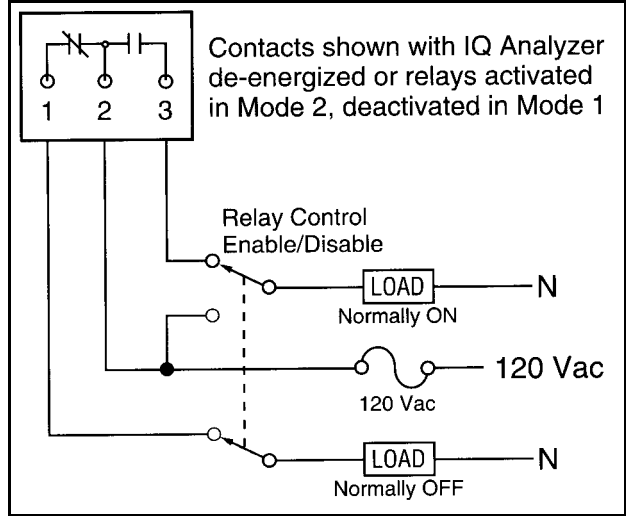 1 2 3
Contacts shown with IQ Analyzer
de-energized or relays activated
in Mode 2, deactivated in Mode 1
Relay Control
Enable/Disable
LOAD N
Normally ON
120 Vac
120 Vac
LOAD N
Normally OFF